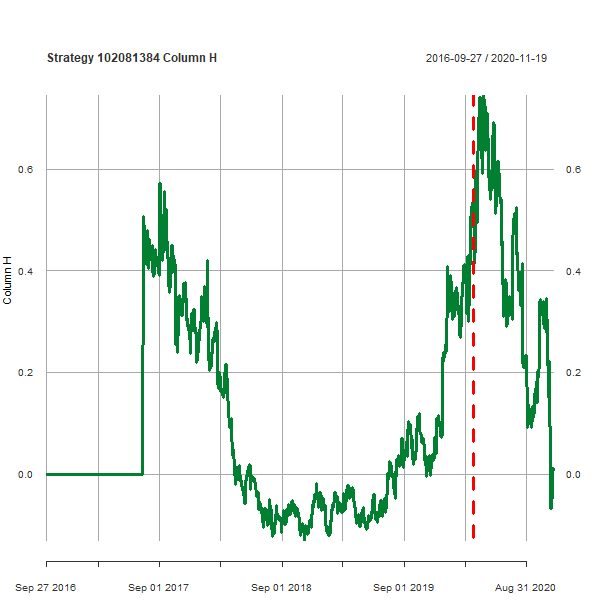 Strategy 102081384 Column H
2016-09-27 / 2020-11-19
Column H
0.6
0.4
0.2
0.0
0.6
0.4
0.2
0.0
Sep 27 2016
Sep 01 2017
Sep 01 2018
Sep 01 2019
Aug 31 2020